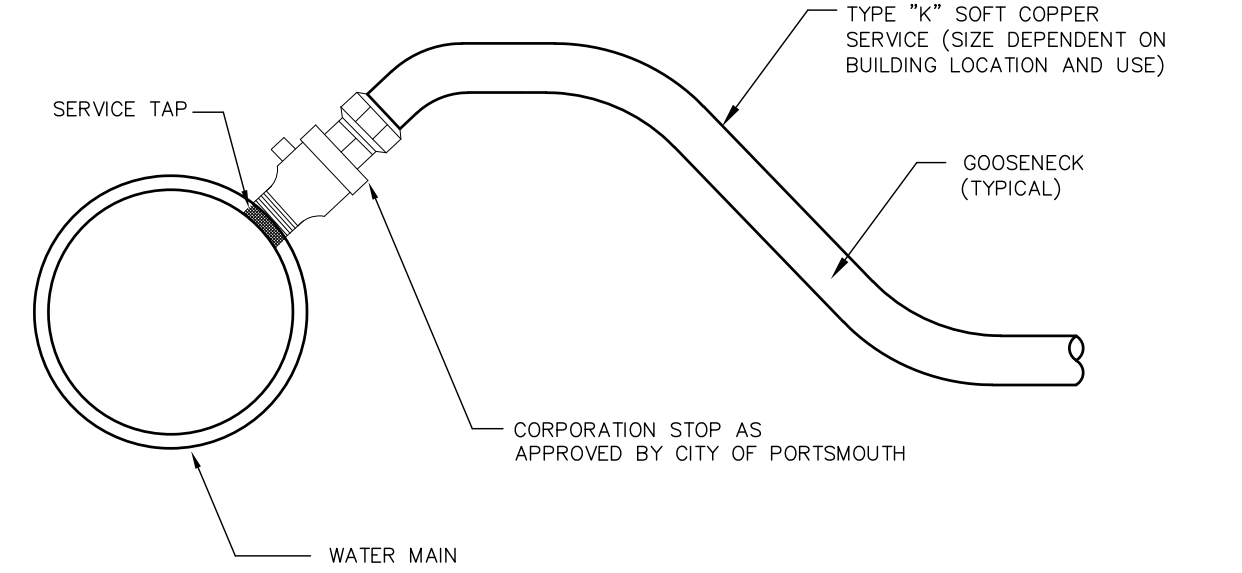 TYPE "K" SOFT COPPER
SERVICE (SIZE DEPENDENT ON
BUILDING LOCATION AND USE)
SERVICE TAP
GOOSENECK
(TYPICAL)
CORPORATION STOP AS
APPROVED BY CITY OF PORTSMOUTH
WATER MAIN